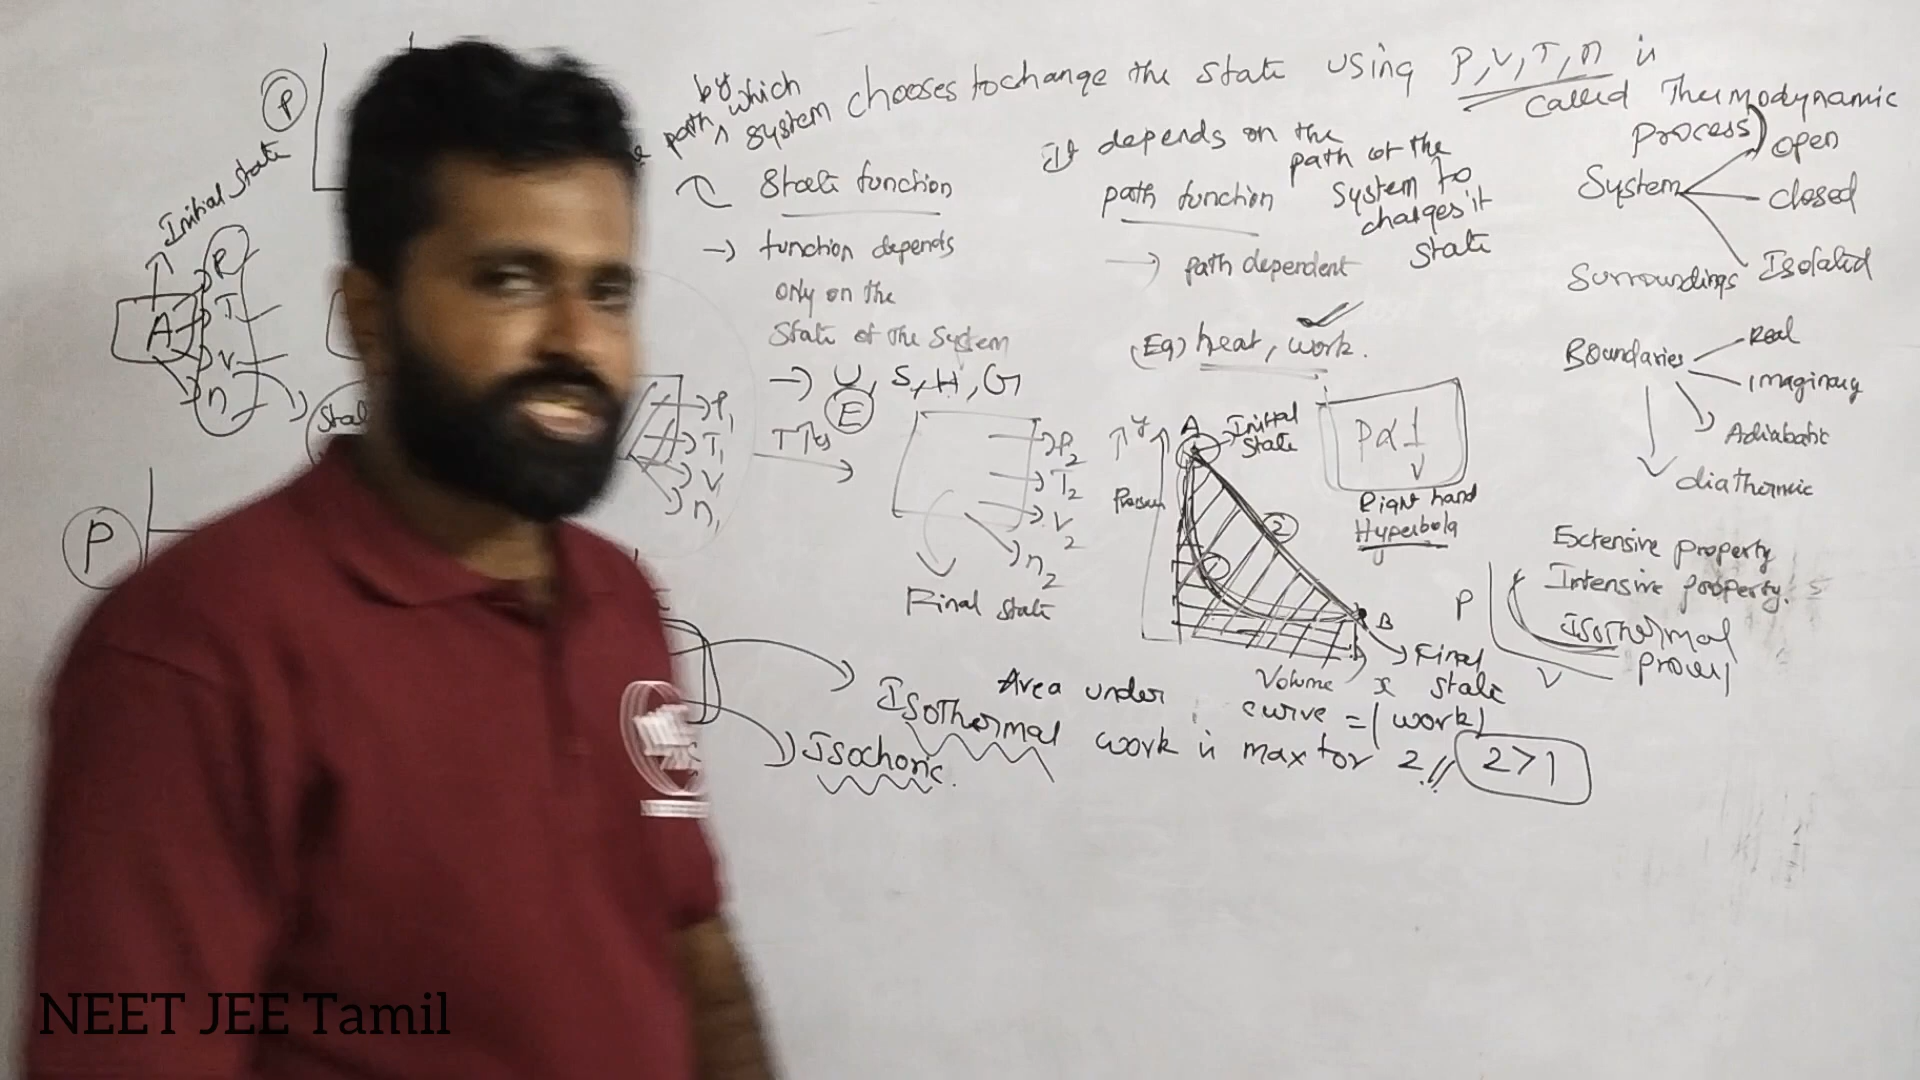 by which
path ^ system chooses to change the state using P, V, T, n is
called Thermodynamic
process)
P
Initial State
A
P
T
V
n
P
State function
→ function depends
only on the
State of the System
→ U, S, H, G
E
It depends on the
path of the
system to
changes it
state
path function
→ path dependent
(Eg) heat, work.
System
open
closed
Isolated
Surroundings
Boundaries
Real
Imaginary
Adiabatic
diathermic
Extensive property
Intensive property.
Isothermal
process
P
V
P1
T1
V1
n1
P2
T2
V2
n2
Final state
y
A
Initial
State
Pressure
1
2
B
Final
state
Volume
x
P α 1/V
Right hand
Hyperbola
Area under curve = (work)
Isothermal
work is max for 2 //
2 > 1
Isochoric.
NEET JEE Tamil